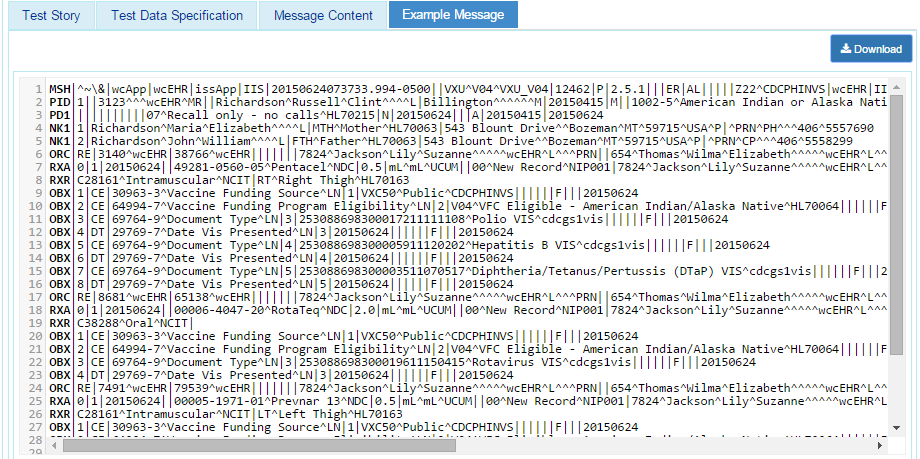 Test Story
Test Data Specification
Message Content
Example Message
Download
1 MSH|^~\&|wcApp|wcEHR|issApp|IIS|20150624073733.994-0500||VXU^V04^VXU_V04|12462|P|2.5.1|||ER|AL|||||Z22^CDCPHINVS|wcEHR|II
2 PID|1||3123^^^wcEHR^MR||Richardson^Russell^Clint^^^^L|Billington^^^^^^M|20150415|M||1002-5^American Indian or Alaska Nati
3 PD1|||||||||||07^Recall only - no calls^HL70215|N|20150624|||A|20150415|20150624
4 NK1|1|Richardson^Maria^Elizabeth^^^^L|MTH^Mother^HL70063|543 Blount Drive^^Bozeman^MT^59715^USA^P|^PRN^PH^^^406^5557690
5 NK1|2|Richardson^John^William^^^^L|FTH^Father^HL70063|543 Blount Drive^^Bozeman^MT^59715^USA^P|^PRN^CP^^^406^5558299
6 ORC|RE|3140^wcEHR|38766^wcEHR|||||||7824^Jackson^Lily^Suzanne^^^^^wcEHR^L^^^PRN||654^Thomas^Wilma^Elizabeth^^^^^wcEHR^L^^
7 RXA|0|1|20150624||49281-0560-05^Pentacel^NDC|0.5|mL^mL^UCUM||00^New Record^NIP001|7824^Jackson^Lily^Suzanne^^^^^wcEHR^L
8 RXR|C28161^Intramuscular^NCIT|RT^Right Thigh^HL70163
9 OBX|1|CE|30963-3^Vaccine Funding Source^LN|1|VXC50^Public^CDCPHINVS||||||F|||20150624
10 OBX|2|CE|64994-7^Vaccine Funding Program Eligibility^LN|2|V04^VFC Eligible - American Indian/Alaska Native^HL70064||||||F
11 OBX|3|CE|69764-9^Document Type^LN|3|253088698300017211111108^Polio VIS^cdcgs1vis||||||F|||20150624
12 OBX|4|DT|29769-7^Date Vis Presented^LN|3|20150624||||||F|||20150624
13 OBX|5|CE|69764-9^Document Type^LN|4|253088698300005911120202^Hepatitis B VIS^cdcgs1vis||||||F|||20150624
14 OBX|6|DT|29769-7^Date Vis Presented^LN|4|20150624||||||F|||20150624
15 OBX|7|CE|69764-9^Document Type^LN|5|253088698300003511070517^Diphtheria/Tetanus/Pertussis (DTaP) VIS^cdcgs1vis||||||F|||2
16 OBX|8|DT|29769-7^Date Vis Presented^LN|5|20150624||||||F|||20150624
17 ORC|RE|8681^wcEHR|65138^wcEHR|||||||7824^Jackson^Lily^Suzanne^^^^^wcEHR^L^^^PRN||654^Thomas^Wilma^Elizabeth^^^^^wcEHR^L^^
18 RXA|0|1|20150624||00006-4047-20^RotaTeq^NDC|2.0|mL^mL^UCUM||00^New Record^NIP001|7824^Jackson^Lily^Suzanne^^^^^wcEHR^L^
19 RXR|C38288^Oral^NCIT|
20 OBX|1|CE|30963-3^Vaccine Funding Source^LN|1|VXC50^Public^CDCPHINVS||||||F|||20150624
21 OBX|2|CE|64994-7^Vaccine Funding Program Eligibility^LN|2|V04^VFC Eligible - American Indian/Alaska Native^HL70064||||||F
22 OBX|3|CE|69764-9^Document Type^LN|3|253088698300019611150415^Rotavirus VIS^cdcgs1vis||||||F|||20150624
23 OBX|4|DT|29769-7^Date Vis Presented^LN|3|20150624||||||F|||20150624
24 ORC|RE|7491^wcEHR|79539^wcEHR|||||||7824^Jackson^Lily^Suzanne^^^^^wcEHR^L^^^PRN||654^Thomas^Wilma^Elizabeth^^^^^wcEHR^L^^
25 RXA|0|1|20150624||00005-1971-01^Prevnar 13^NDC|0.5|mL^mL^UCUM||00^New Record^NIP001|7824^Jackson^Lily^Suzanne^^^^^wcEHR
26 RXR|C28161^Intramuscular^NCIT|LT^Left Thigh^HL70163
27 OBX|1|CE|30963-3^Vaccine Funding Source^LN|1|VXC50^Public^CDCPHINVS||||||F|||20150624
28
29